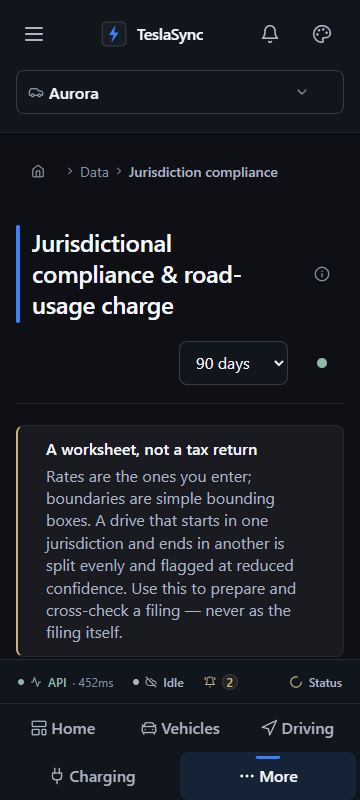 TeslaSync
Aurora
Data
Jurisdiction compliance
Jurisdictional
compliance & road-
usage charge
90 days
A worksheet, not a tax return
Rates are the ones you enter;
boundaries are simple bounding
boxes. A drive that starts in one
jurisdiction and ends in another is
split evenly and flagged at reduced
confidence. Use this to prepare and
cross-check a filing — never as the
filing itself.
API · 452ms Idle 2 Status
Home Vehicles Driving
Charging More